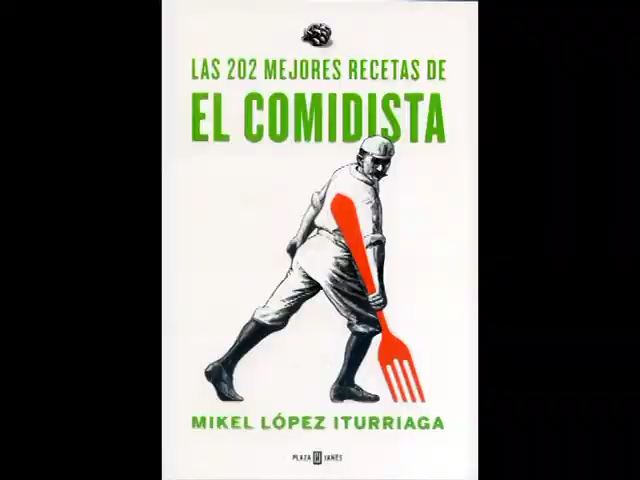 LAS 202 MEJORES RECETAS DE
EL COMIDISTA
MIKEL LÓPEZ ITURRIAGA
PLAZA JANÉS